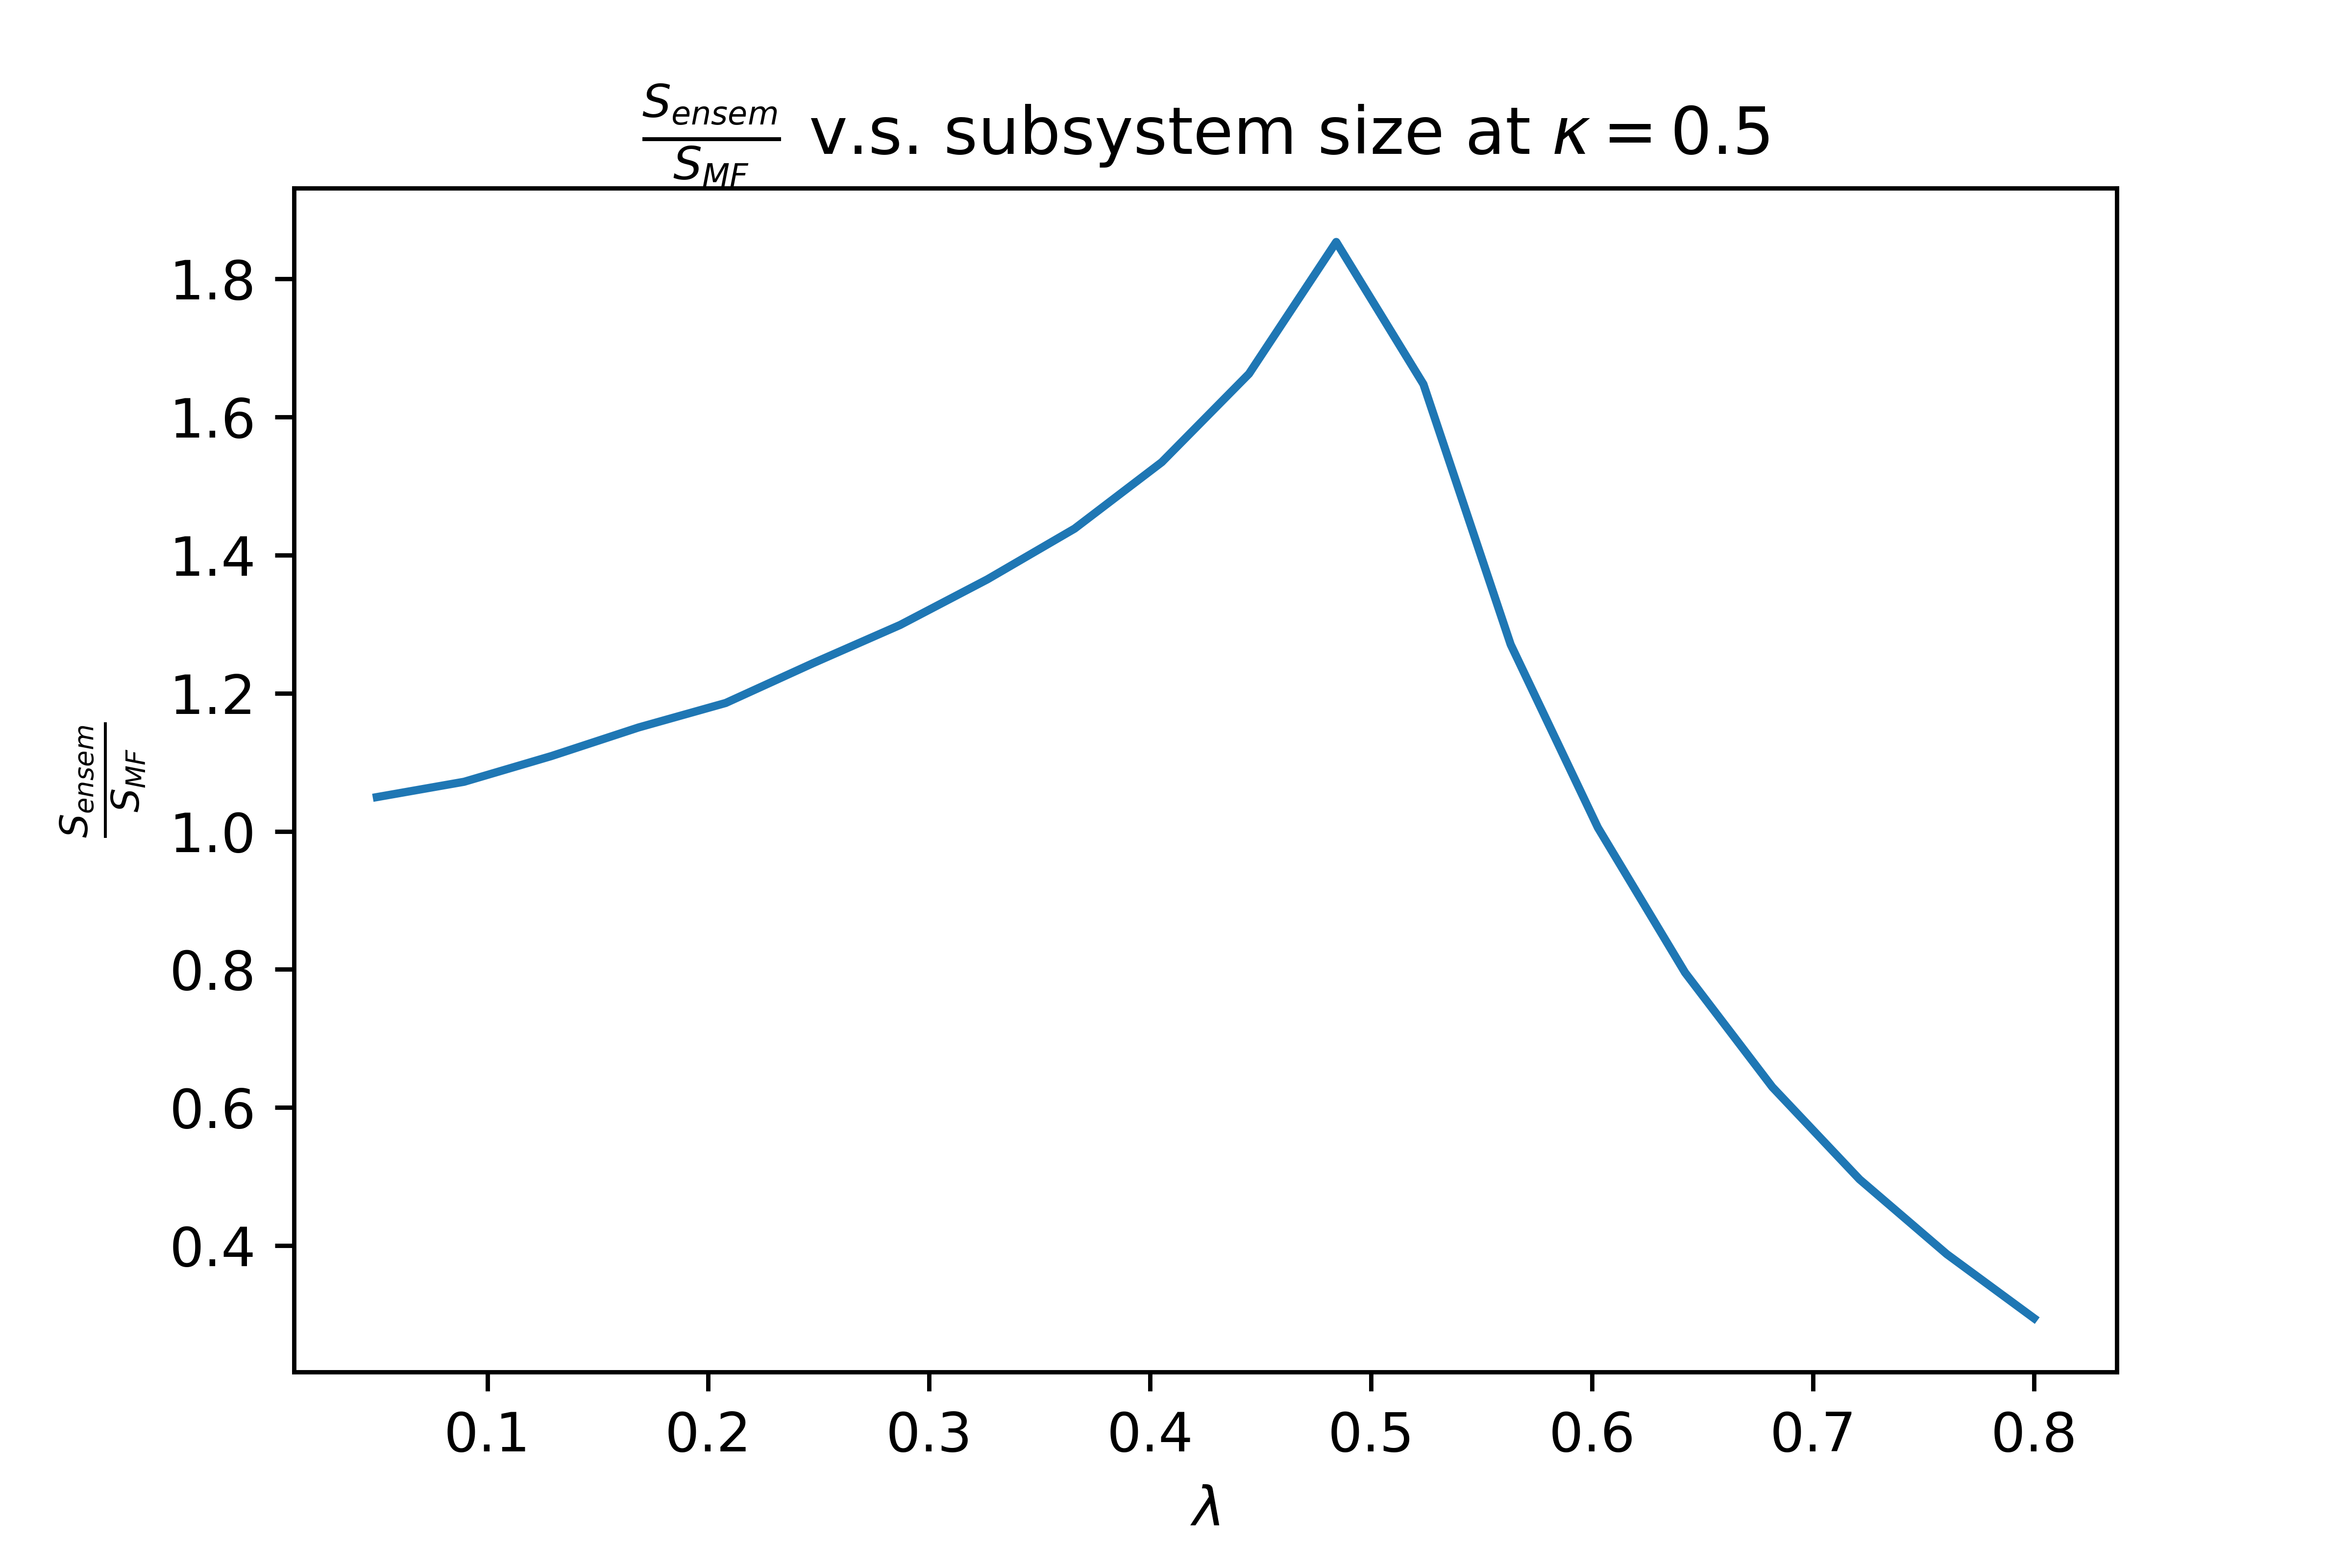 S_ensem / S_MF v.s. subsystem size at κ = 0.5
S_ensem / S_MF
1.8
1.6
1.4
1.2
1.0
0.8
0.6
0.4
0.1 0.2 0.3 0.4 0.5 0.6 0.7 0.8
λ